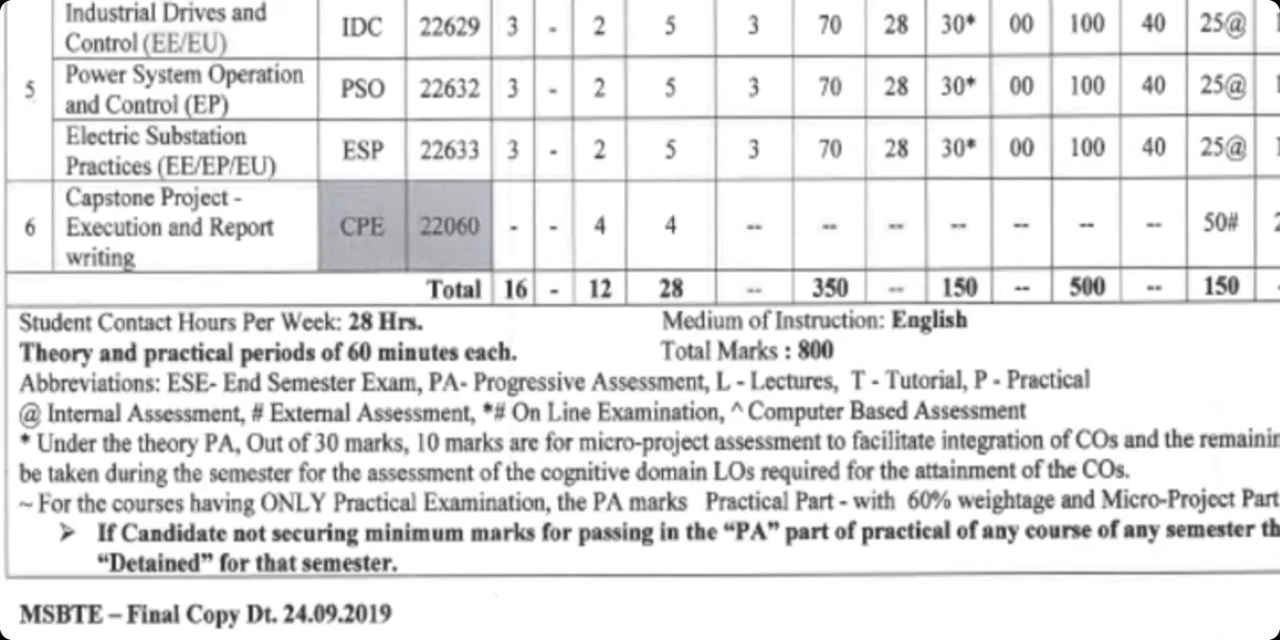 Industrial Drives and
Control (EE/EU) IDC 22629 3 - 2 5 3 70 28 30* 00 100 40 25@
5 Power System Operation
and Control (EP) PSO 22632 3 - 2 5 3 70 28 30* 00 100 40 25@
Electric Substation
Practices (EE/EP/EU) ESP 22633 3 - 2 5 3 70 28 30* 00 100 40 25@
6 Capstone Project -
Execution and Report
writing CPE 22060 - - 4 4 -- -- -- -- -- -- -- 50#
Total 16 - 12 28 -- 350 -- 150 -- 500 -- 150
Student Contact Hours Per Week: 28 Hrs. Medium of Instruction: English
Theory and practical periods of 60 minutes each. Total Marks : 800
Abbreviations: ESE- End Semester Exam, PA- Progressive Assessment, L - Lectures, T - Tutorial, P - Practical
@ Internal Assessment, # External Assessment, *# On Line Examination, ^ Computer Based Assessment
* Under the theory PA, Out of 30 marks, 10 marks are for micro-project assessment to facilitate integration of COs and the
be taken during the semester for the assessment of the cognitive domain LOs required for the attainment of the COs.
~ For the courses having ONLY Practical Examination, the PA marks Practical Part - with 60% weightage and Micro-Project Part
➢ If Candidate not securing minimum marks for passing in the “PA” part of practical of any course of any semester
“Detained” for that semester.
MSBTE – Final Copy Dt. 24.09.2019